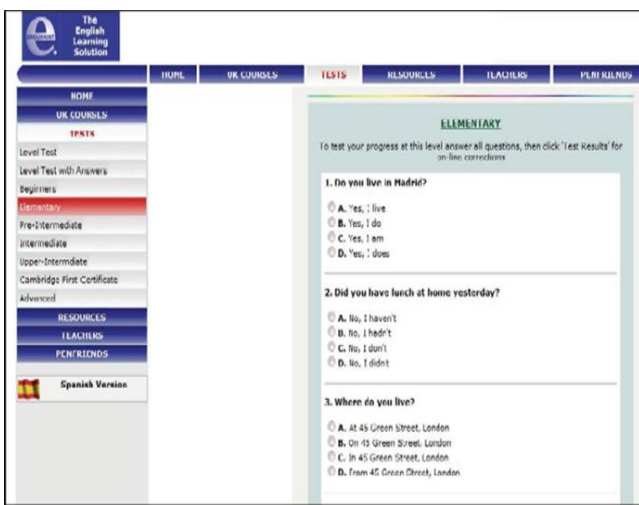 The
English
Learning
Solution
HOME
UK COURSES
TESTS
RESOURCES
TEACHERS
PENFRIENDS
HOME
UK COURSES
TESTS
Level Test
Level Test with Answers
Beginners
Elementary
Pre-Intermediate
Intermediate
Upper-Intermdiate
Cambridge First Certificate
Advanced
RESOURCES
TEACHERS
PENFRIENDS
Spanish Version
ELEMENTARY
To test your progress at this level answer all questions, then click 'Test Results' for
on-line corrections
1. Do you live in Madrid?
A. Yes, I live
B. Yes, I do
C. Yes, I am
D. Yes, I does
2. Did you have lunch at home yesterday?
A. No, I haven't
B. No, I hadn't
C. No, I don't
D. No, I didnt
3. Where do you live?
A. At 45 Green Street, London
B. On 45 Green Street, London
C. In 45 Green Street, London
D. From 45 Green Street, London